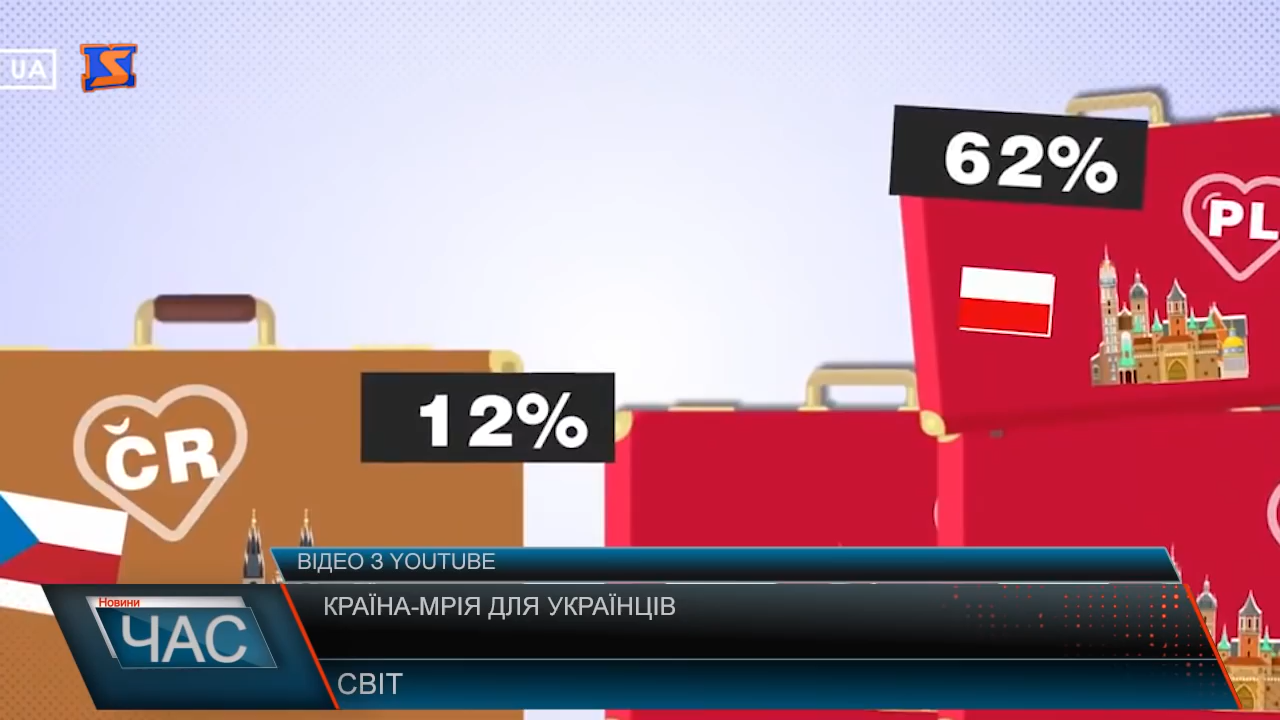 UA
62%
PL
ČR
12%
ВІДЕО З YOUTUBE
Новини
ЧАС
КРАЇНА-МРІЯ ДЛЯ УКРАЇНЦІВ
СВІТ